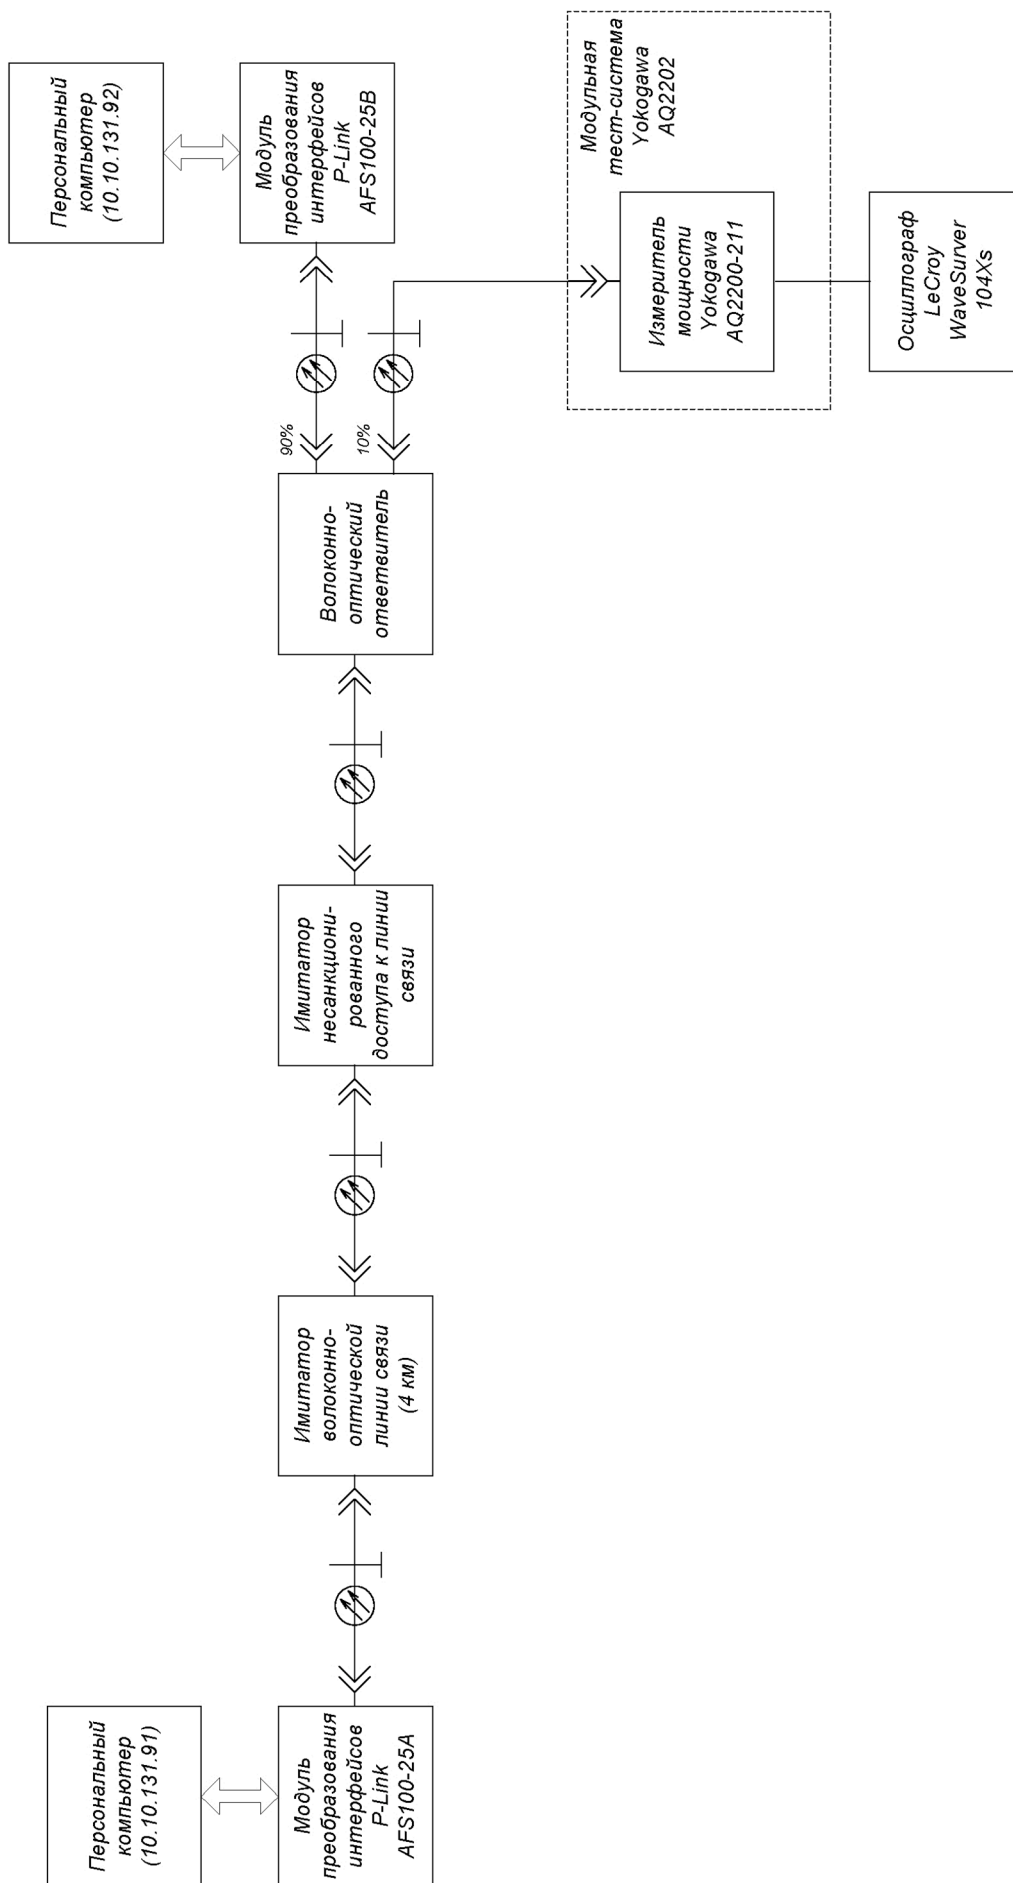 Персональный
компьютер
(10.10.131.91)
Модуль
преобразования
интерфейсов
P-Link
AFS100-25A
Имитатор
волоконно-
оптической
линии связи
(4 км)
Имитатор
несанкциони-
рованного
доступа к линии
связи
Волоконно-
оптический
ответвитель
90%
10%
Персональный
компьютер
(10.10.131.92)
Модуль
преобразования
интерфейсов
P-Link
AFS100-25B
Модульная
тест-система
Yokogawa
AQ2202
Измеритель
мощности
Yokogawa
AQ2200-211
Осциллограф
LeCroy
WaveSurver
104Xs